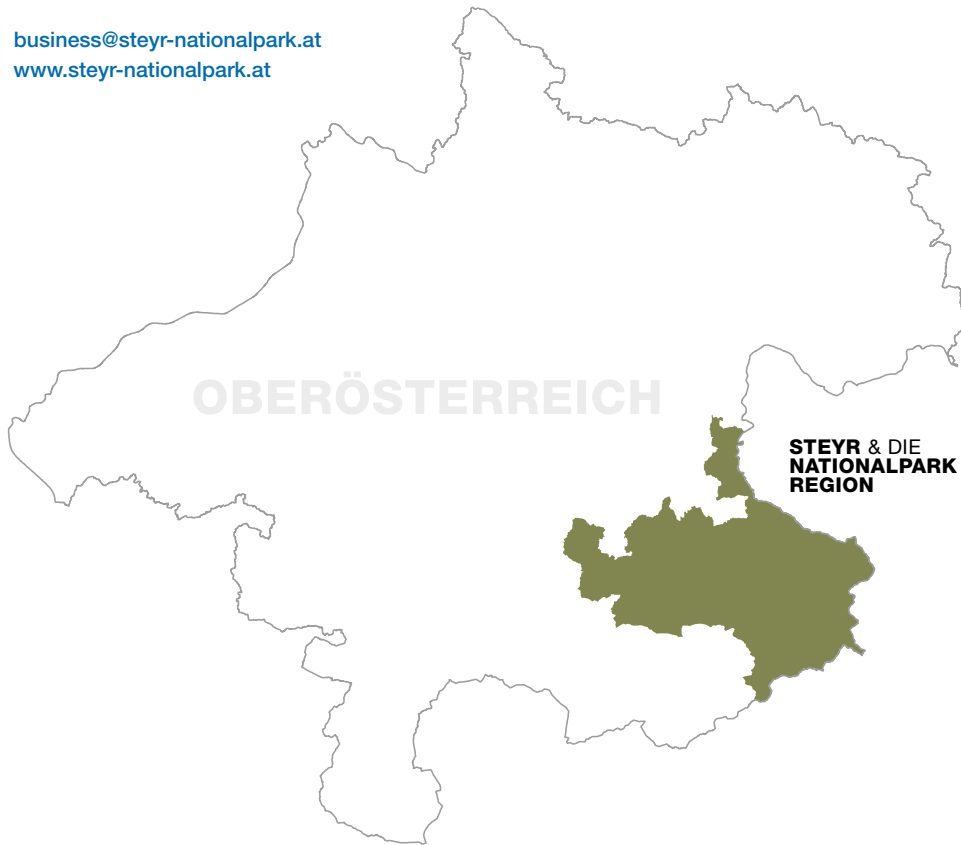 business@steyr-nationalpark.at
www.steyr-nationalpark.at
OBERÖSTERREICH
STEYR & DIE
NATIONALPARK
REGION